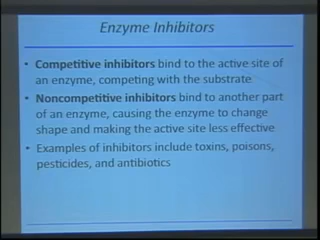 Enzyme Inhibitors
• Competitive inhibitors bind to the active site of
an enzyme, competing with the substrate
• Noncompetitive inhibitors bind to another part
of an enzyme, causing the enzyme to change
shape and making the active site less effective
• Examples of inhibitors include toxins, poisons,
pesticides, and antibiotics